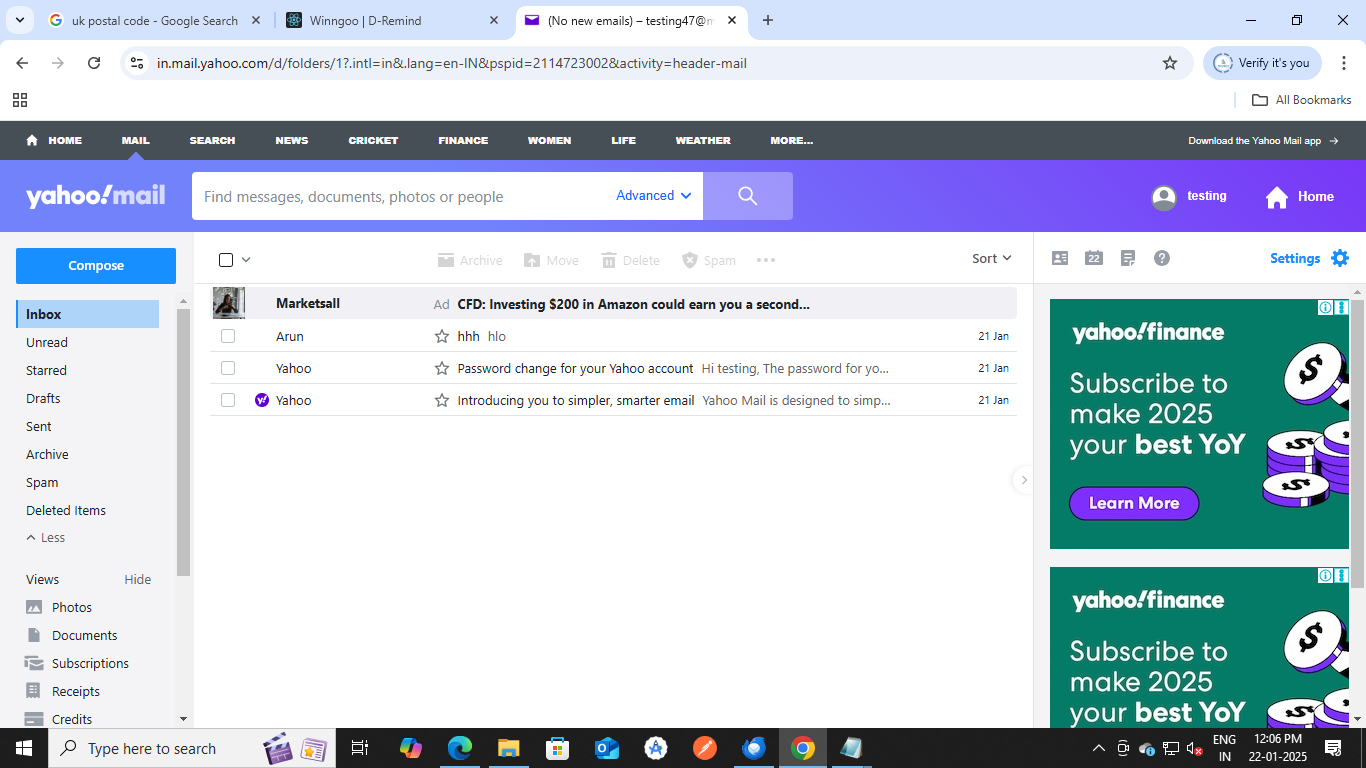 uk postal code - Google Search
Winngoo | D-Remind
(No new emails) – testing47@m
in.mail.yahoo.com/d/folders/1?.intl=in&.lang=en-IN&pspid=2114723002&activity=header-mail
Verify it's you
All Bookmarks
HOME MAIL SEARCH NEWS CRICKET FINANCE WOMEN LIFE WEATHER MORE...
Download the Yahoo Mail app
yahoo!mail
Find messages, documents, photos or people
Advanced
testing
Home
Compose
Archive Move Delete Spam
Sort
22
Settings
Inbox
Unread
Starred
Drafts
Sent
Archive
Spam
Deleted Items
Less
Views Hide
Photos
Documents
Subscriptions
Receipts
Credits
Marketsall Ad CFD: Investing $200 in Amazon could earn you a second...
Arun hhh hlo 21 Jan
Yahoo Password change for your Yahoo account Hi testing, The password for yo... 21 Jan
y! Yahoo Introducing you to simpler, smarter email Yahoo Mail is designed to simp... 21 Jan
yahoo!finance
Subscribe to
make 2025
your best YoY
Learn More
yahoo!finance
Subscribe to
make 2025
your best YoY
Type here to search
ENG
IN
12:06 PM
22-01-2025